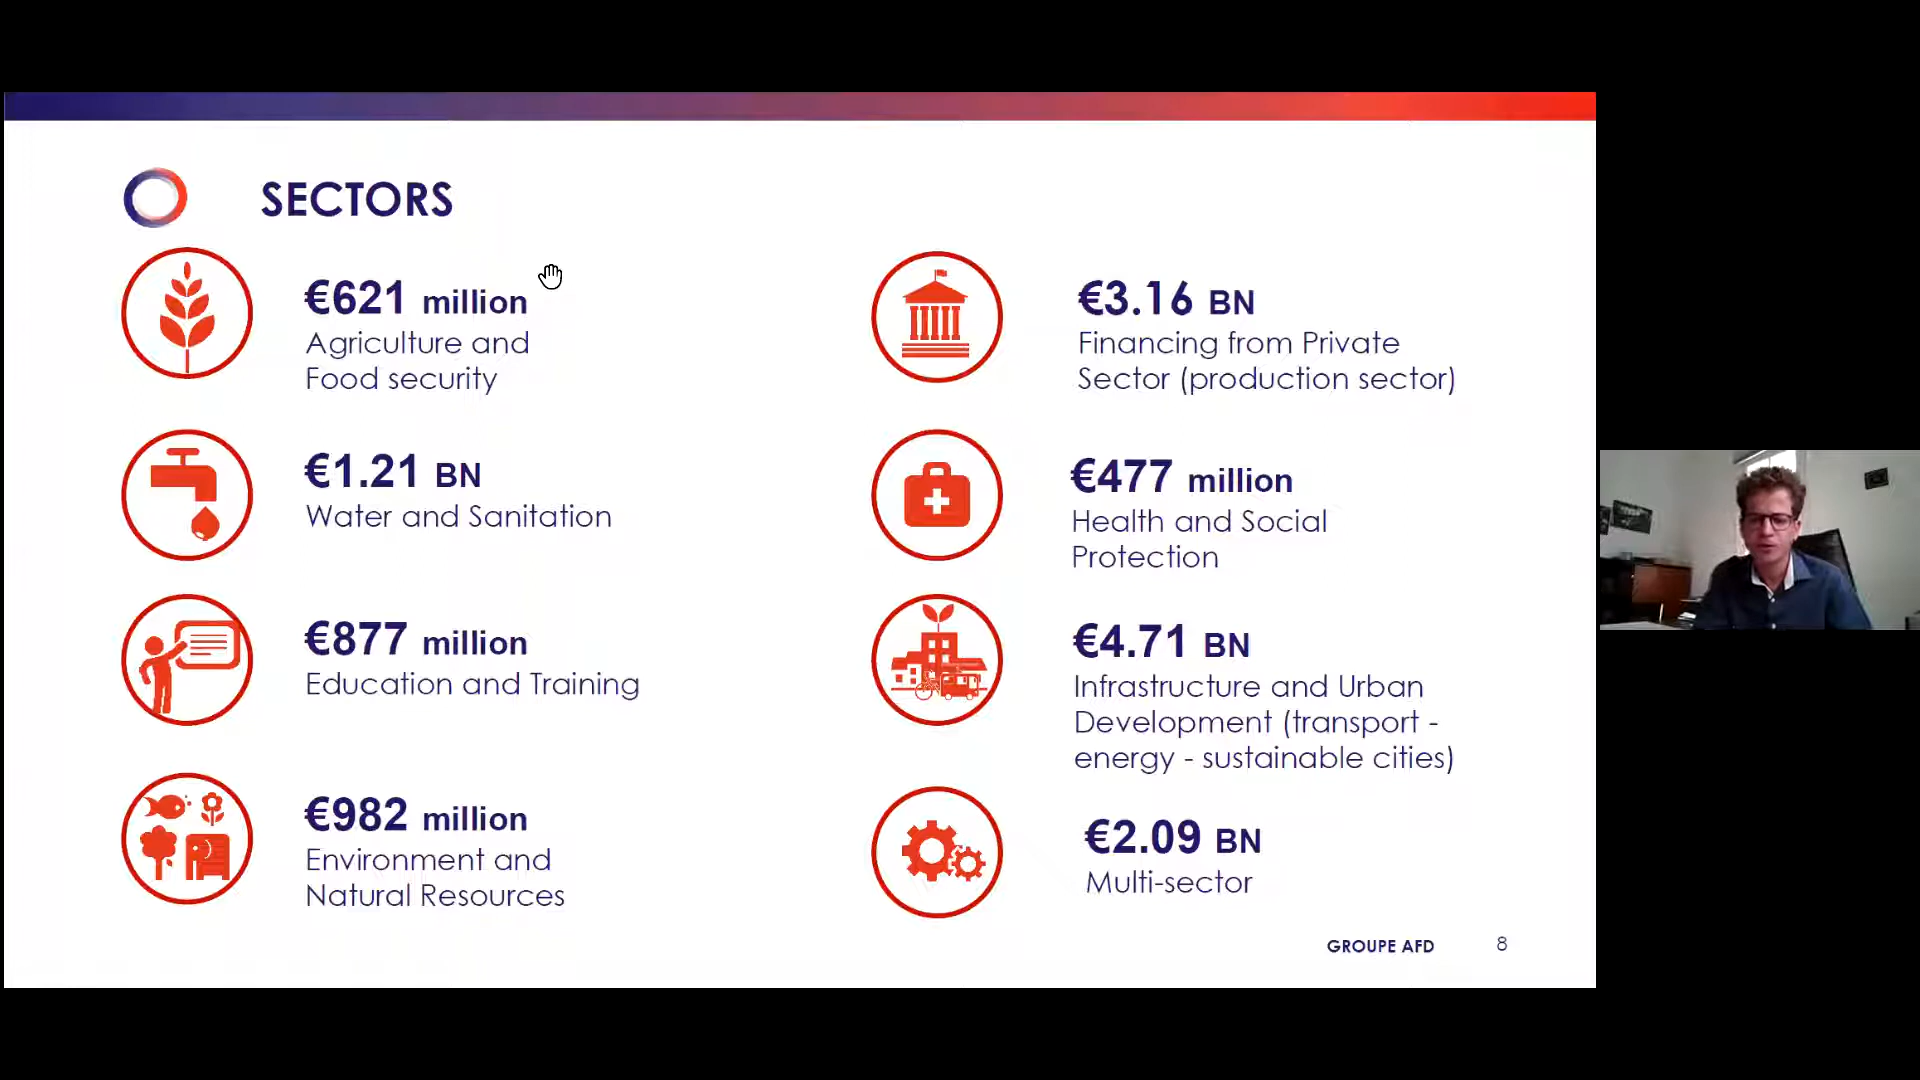 SECTORS
€621 million
Agriculture and
Food security
€1.21 BN
Water and Sanitation
€877 million
Education and Training
€982 million
Environment and
Natural Resources
€3.16 BN
Financing from Private
Sector (production sector)
€477 million
Health and Social
Protection
€4.71 BN
Infrastructure and Urban
Development (transport -
energy - sustainable cities)
€2.09 BN
Multi-sector
GROUPE AFD 8